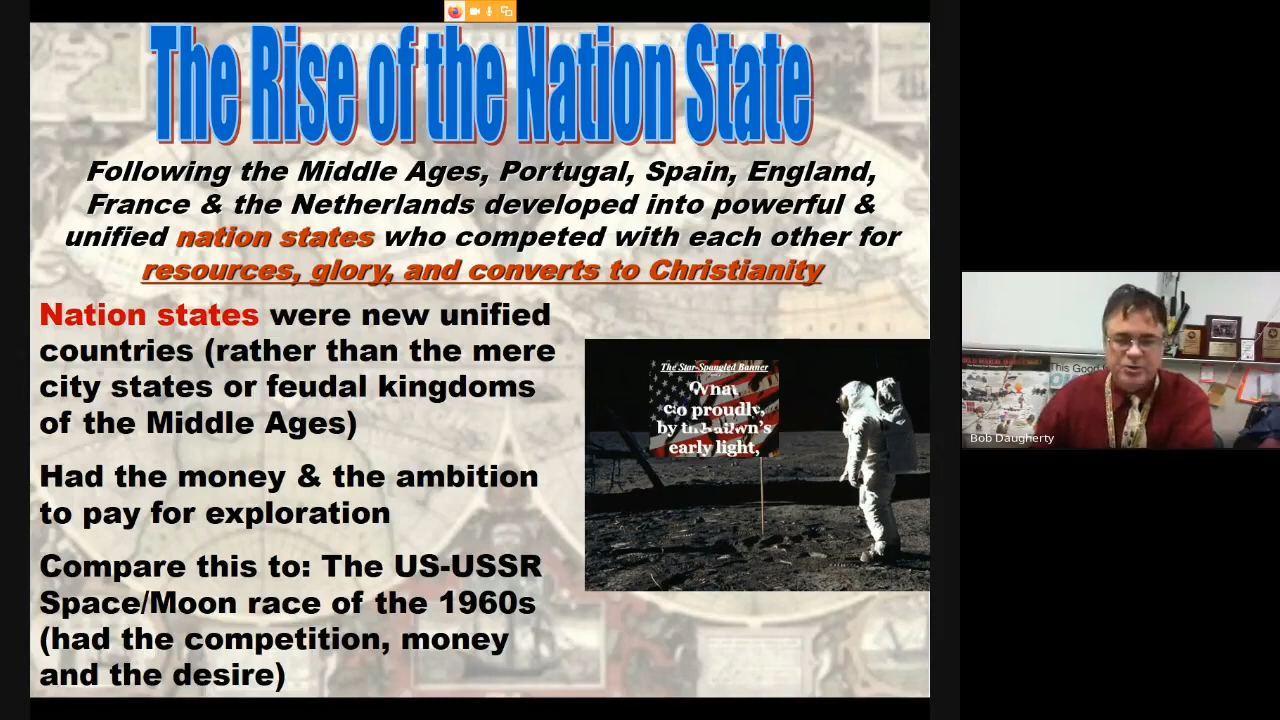 The Rise of the Nation State
Following the Middle Ages, Portugal, Spain, England,
France & the Netherlands developed into powerful &
unified nation states who competed with each other for
resources, glory, and converts to Christianity
Nation states were new unified
countries (rather than the mere
city states or feudal kingdoms
of the Middle Ages)
Had the money & the ambition
to pay for exploration
Compare this to: The US-USSR
Space/Moon race of the 1960s
(had the competition, money
and the desire)
The Star-Spangled Banner
proudly,
by
early light,
This Good
Bob Daugherty